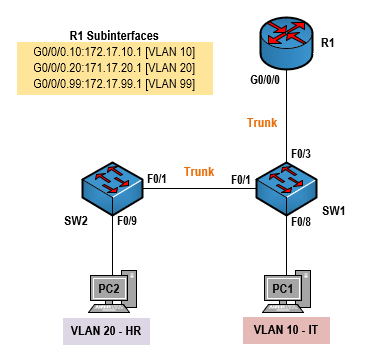 R1 Subinterfaces
G0/0/0.10:172.17.10.1 [VLAN 10]
G0/0/0.20:171.17.20.1 [VLAN 20]
G0/0/0.99:172.17.99.1 [VLAN 99]
R1
G0/0/0
Trunk
F0/3
F0/1
Trunk
F0/1
SW2
F0/9
SW1
F0/8
PC2
PC1
VLAN 20 - HR
VLAN 10 - IT